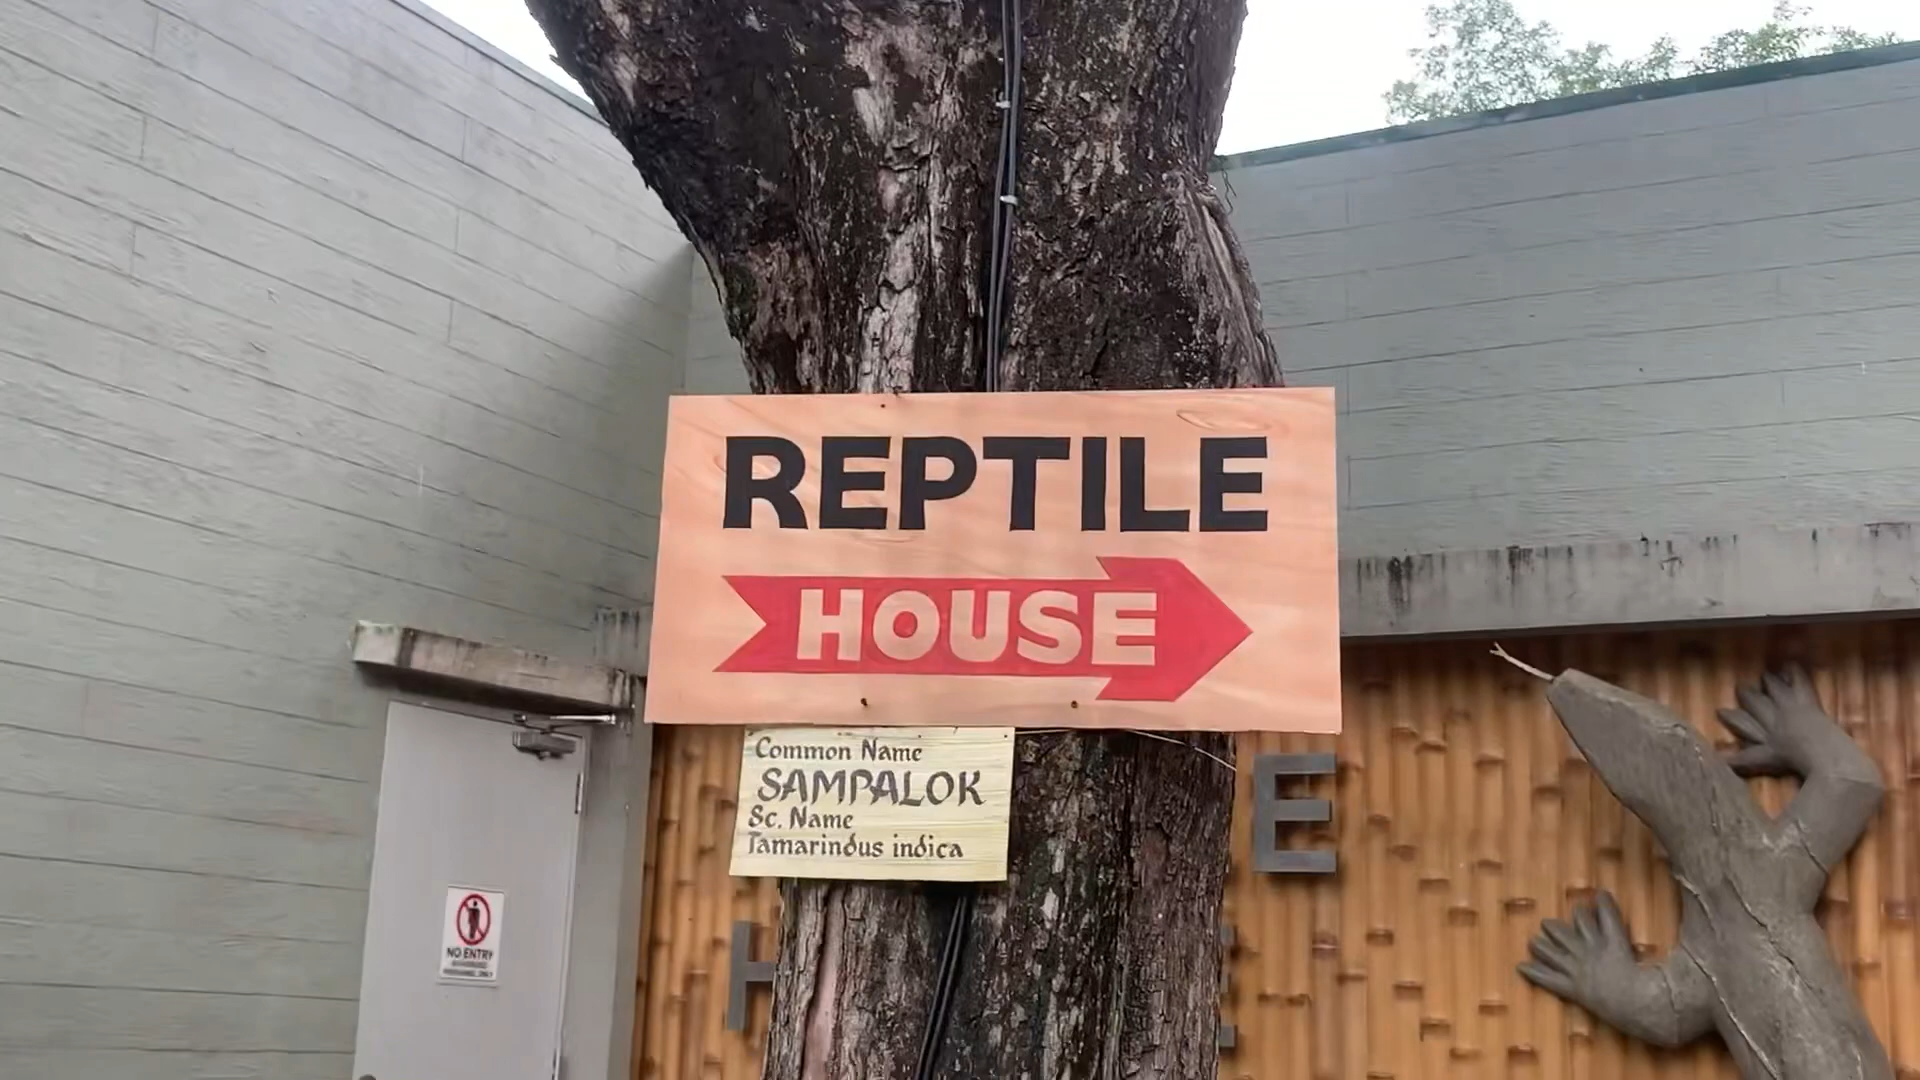 REPTILE
HOUSE
Common Name
SAMPALOK
Sc. Name
Tamarindus indica
E
H
NO ENTRY